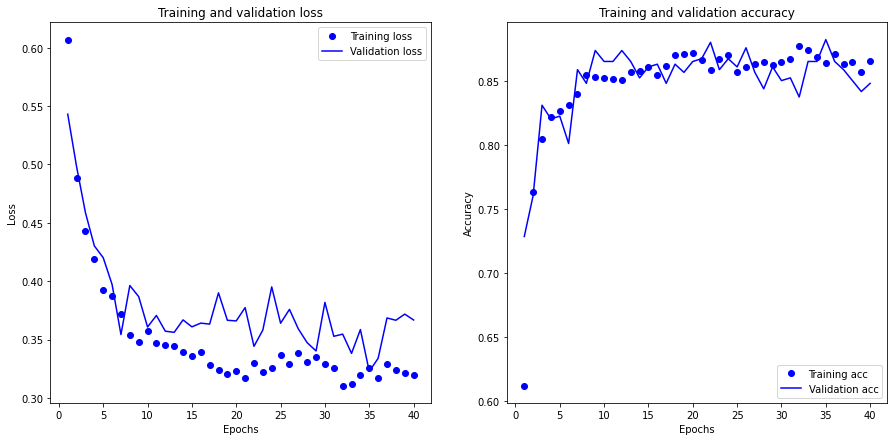 Training and validation loss
Training loss
Validation loss
0.60
0.55
0.50
0.45
0.40
0.35
0.30
Loss
0 5 10 15 20 25 30 35 40
Epochs
Training and validation accuracy
0.85
0.80
0.75
0.70
0.65
0.60
Accuracy
Training acc
Validation acc
0 5 10 15 20 25 30 35 40
Epochs